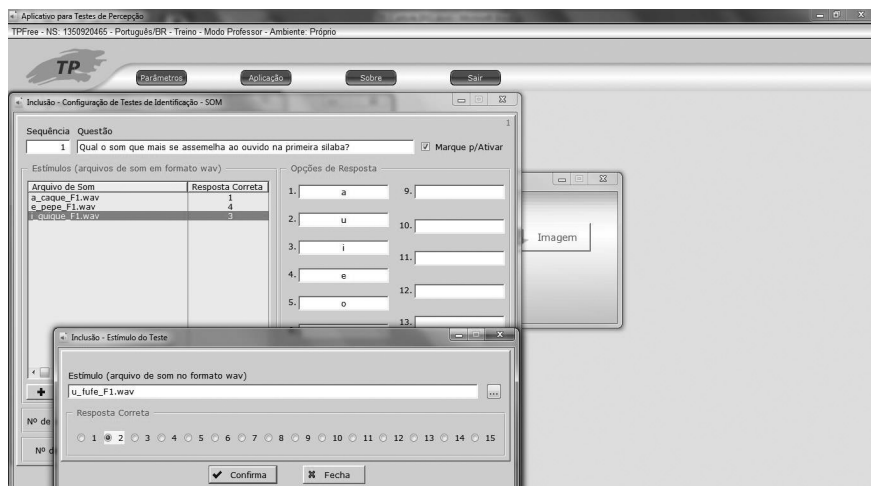 Aplicativo para Testes de Percepção
TPFree - NS: 1350920465 - Português/BR - Treino - Modo Professor - Ambiente: Próprio
TP
Parâmetros Aplicação Sobre Sair
Inclusão - Configuração de Testes de Identificação - SOM
1
Sequência Questão
1 Qual o som que mais se assemelha ao ouvido na primeira sílaba? Marque p/Ativar
Estímulos (arquivos de som em formato wav) Opções de Resposta
Arquivo de Som Resposta Correta
a_caque_F1.wav 1
e_pepe_F1.wav 4
i_quique_F1.wav 3
1. a 9.
2. u 10.
3. i 11.
4. e 12.
5. o 13.
Imagem
Inclusão - Estímulo do Teste
Estímulo (arquivo de som no formato wav)
u_fufe_F1.wav ...
Resposta Correta
1 2 3 4 5 6 7 8 9 10 11 12 13 14 15
Nº de
Nº d
Confirma Fecha